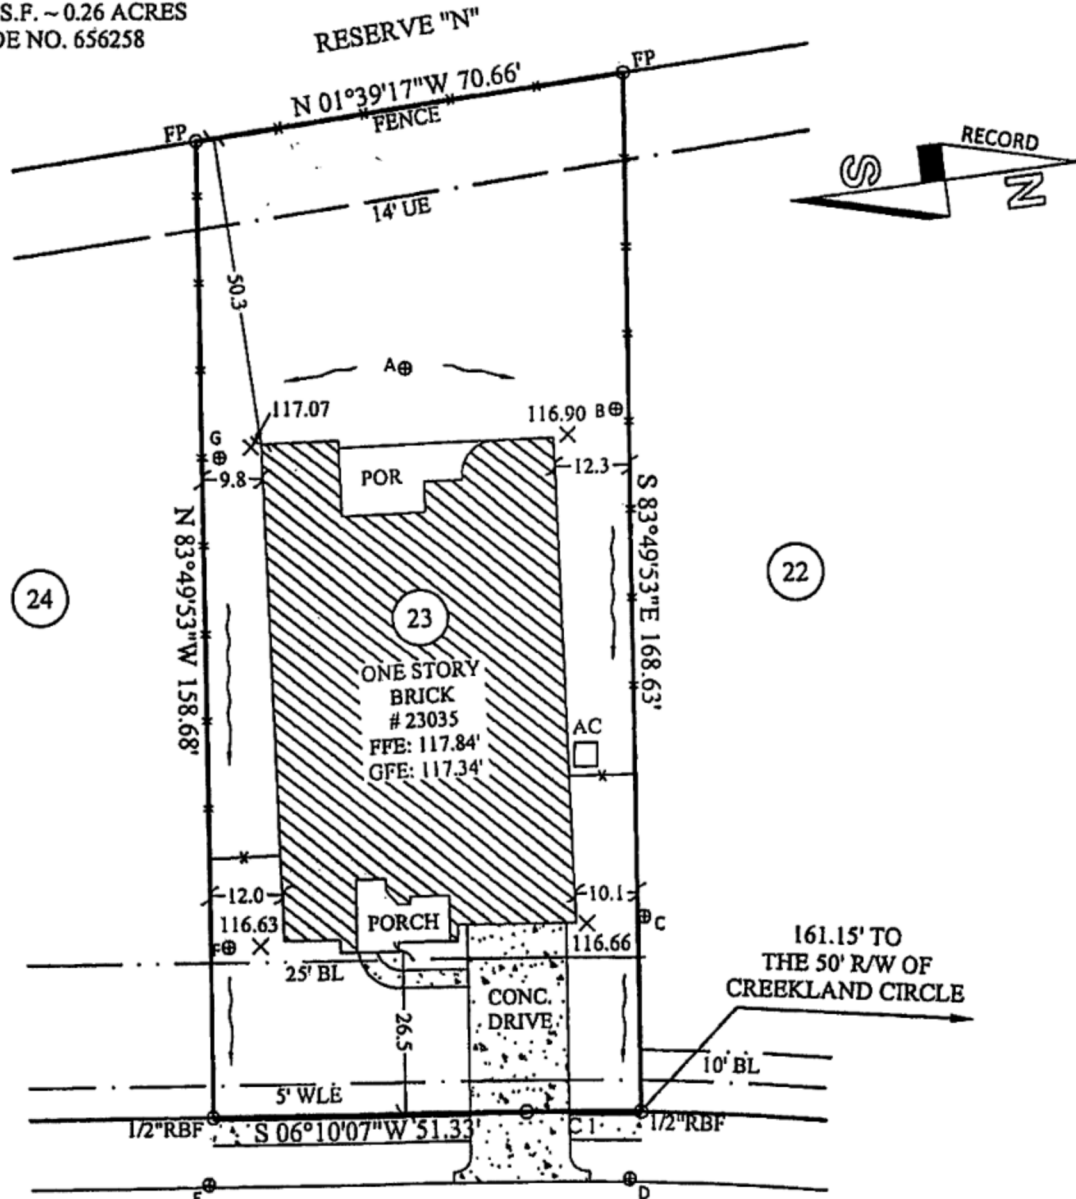 S.F. ~ 0.26 ACRES
DE NO. 656258
RESERVE "N"
N 01°39'17"W 70.66'
FP
FP
FENCE
RECORD
S
N
14' UE
50.3
A
117.07
116.90
B
G
9.8
POR
12.3
N 83°49'53"W 158.68'
S 83°49'53"E 168.63'
24
23
22
ONE STORY
BRICK
# 23035
FFE: 117.84'
GFE: 117.34'
AC
12.0
10.1
116.63
PORCH
C
F
116.66
161.15' TO
THE 50' R/W OF
CREEKLAND CIRCLE
25' BL
CONC.
DRIVE
26.5
10' BL
5' WLE
1/2"RBF
S 06°10'07"W 51.33'
C1
1/2"RBF
E
D